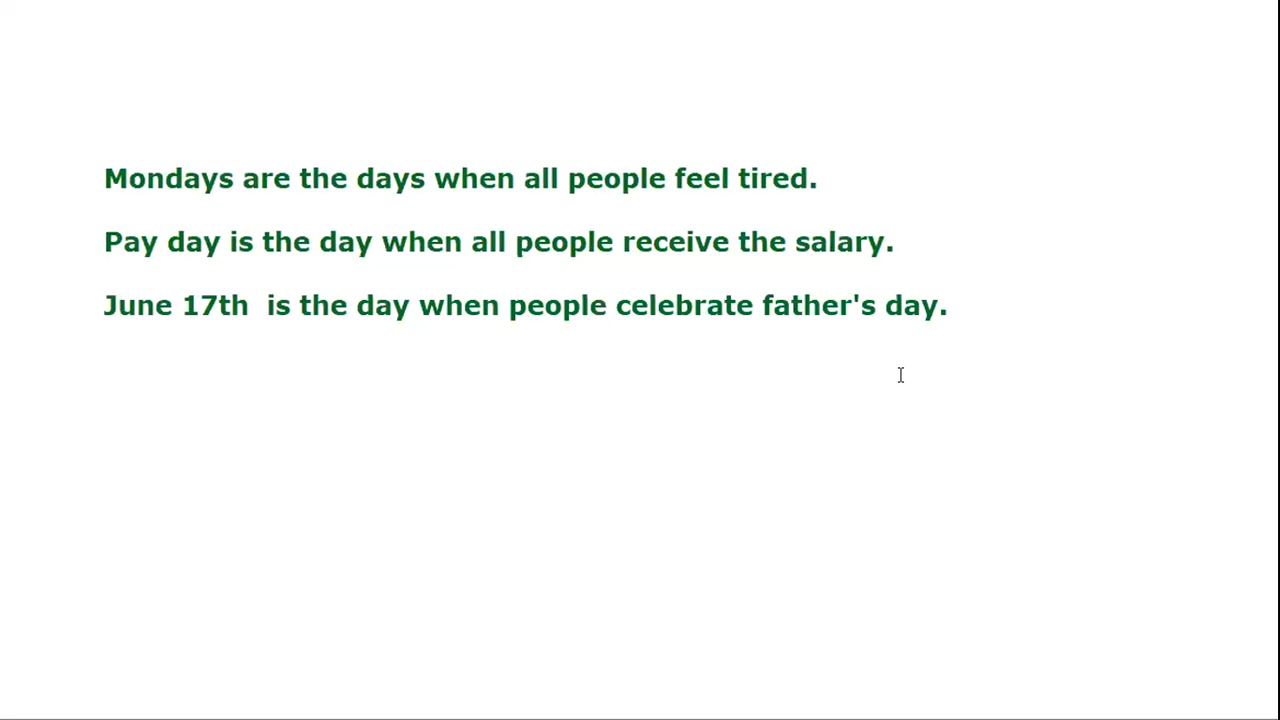 Mondays are the days when all people feel tired.
Pay day is the day when all people receive the salary.
June 17th  is the day when people celebrate father's day.